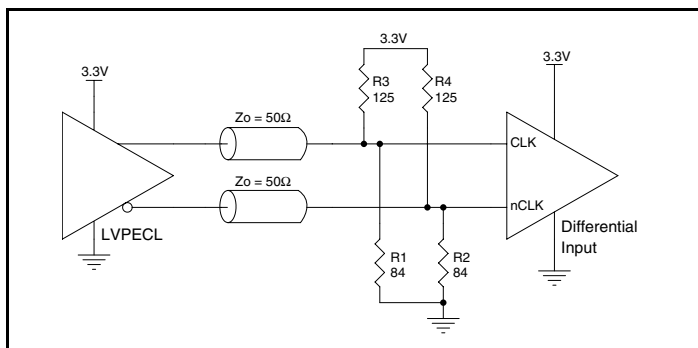 3.3V
3.3V
3.3V
R3
125
R4
125
Zo = 50Ω
CLK
Zo = 50Ω
nCLK
LVPECL
Differential
Input
R1
84
R2
84